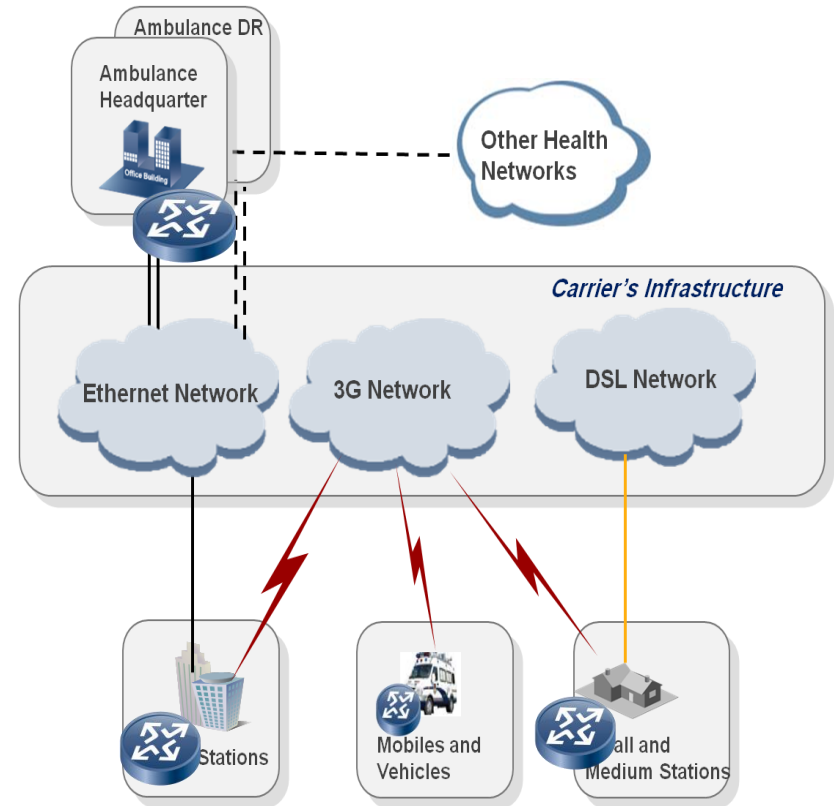 Ambulance DR
Ambulance
Headquarter
Office Building
Other Health
Networks
Carrier's Infrastructure
Ethernet Network
3G Network
DSL Network
Stations
Mobiles and
Vehicles
all and
Medium Stations